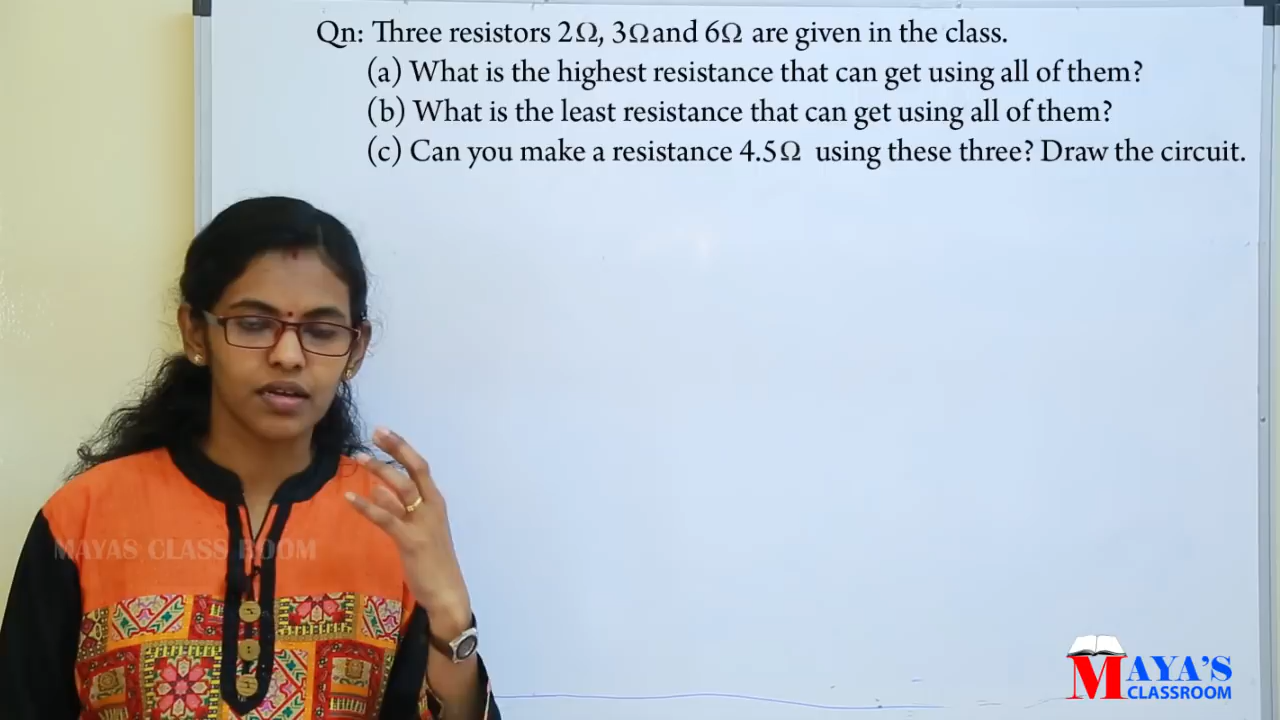 Qn: Three resistors 2Ω, 3Ω and 6Ω are given in the class.
(a) What is the highest resistance that can get using all of them?
(b) What is the least resistance that can get using all of them?
(c) Can you make a resistance 4.5Ω using these three? Draw the circuit.
MAYAS CLASS ROOM
MAYA'S
CLASSROOM